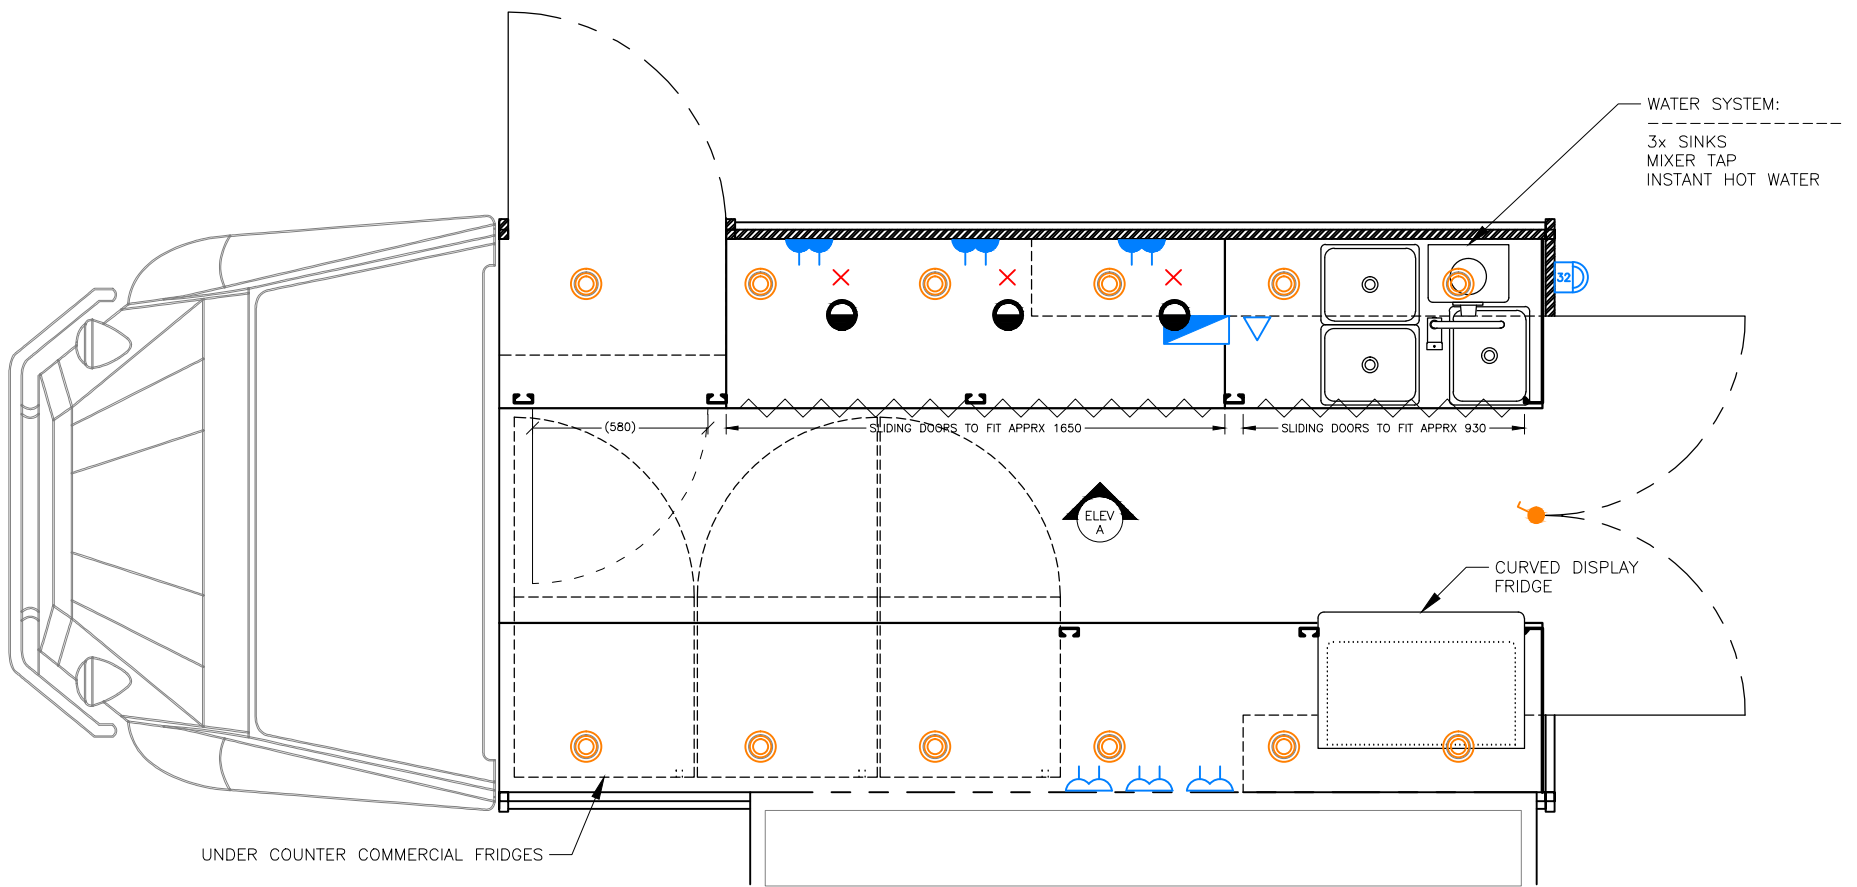 WATER SYSTEM:
3x SINKS
MIXER TAP
INSTANT HOT WATER
32
(580)
SLIDING DOORS TO FIT APPRX 1650
SLIDING DOORS TO FIT APPRX 930
ELEV
A
CURVED DISPLAY
FRIDGE
UNDER COUNTER COMMERCIAL FRIDGES